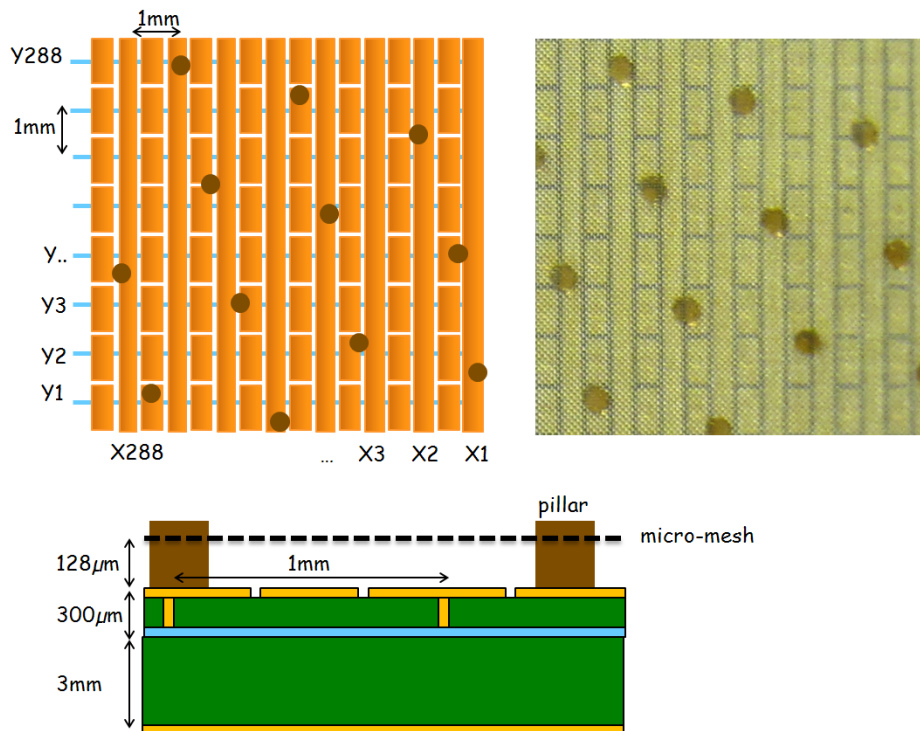 1mm
Y288
1mm
Y..
Y3
Y2
Y1
X288
...
X3
X2
X1
pillar
micro-mesh
128µm
1mm
300µm
3mm